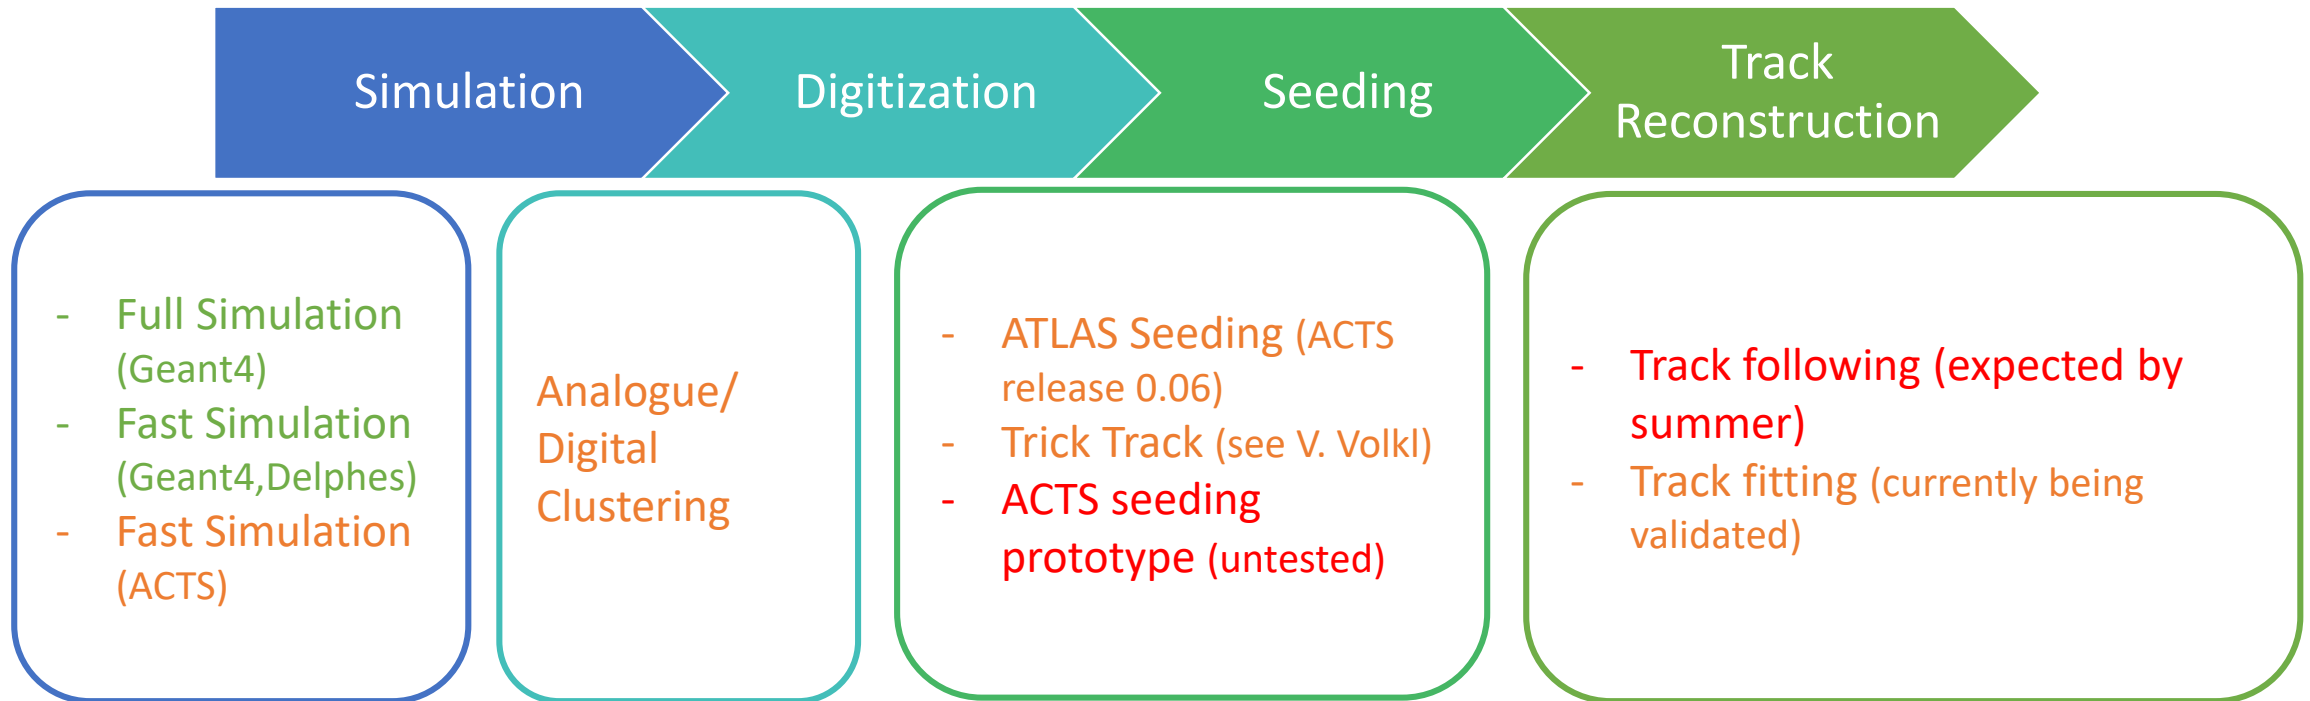 Simulation
Digitization
Seeding
Track
Reconstruction
- Full Simulation
(Geant4)
- Fast Simulation
(Geant4,Delphes)
- Fast Simulation
(ACTS)
Analogue/
Digital
Clustering
- ATLAS Seeding (ACTS
release 0.06)
- Trick Track (see V. Volkl)
- ACTS seeding
prototype (untested)
- Track following (expected by
summer)
- Track fitting (currently being
validated)